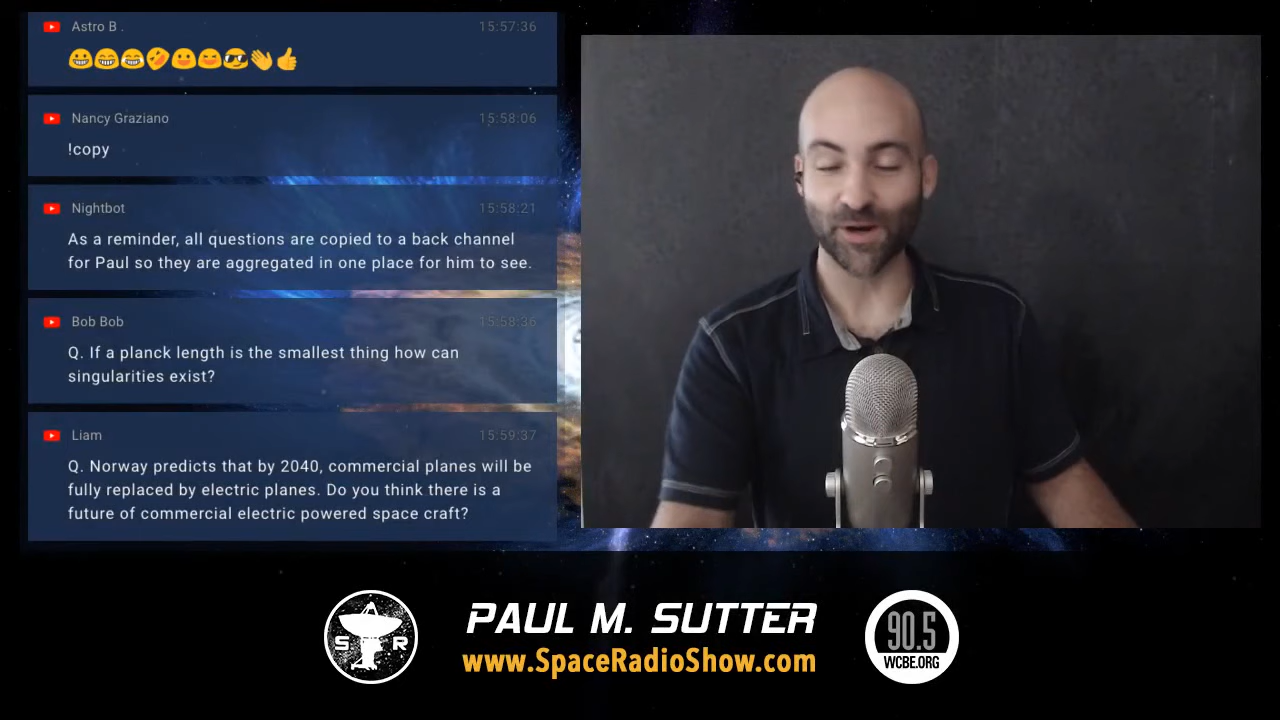 Astro B .
15:57:36
Nancy Graziano
15:58:06
!copy
Nightbot
15:58:21
As a reminder, all questions are copied to a back channel
for Paul so they are aggregated in one place for him to see.
Bob Bob
15:58:36
Q. If a planck length is the smallest thing how can
singularities exist?
Liam
15:59:37
Q. Norway predicts that by 2040, commercial planes will be
fully replaced by electric planes. Do you think there is a
future of commercial electric powered space craft?
S R
PAUL M. SUTTER
www.SpaceRadioShow.com
90.5
WCBE.ORG